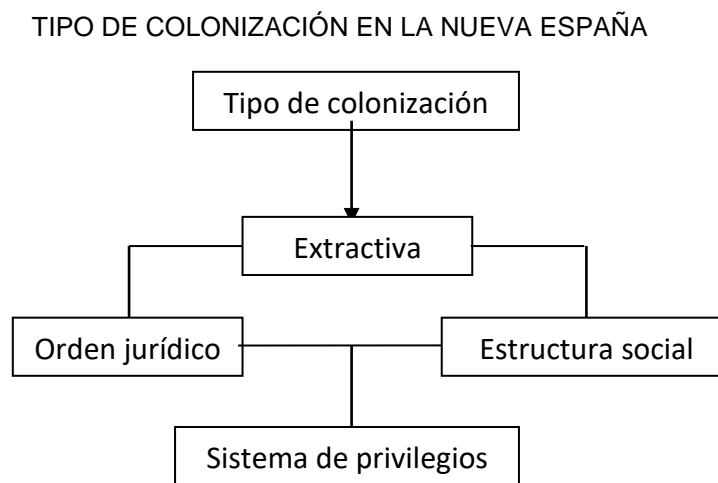 TIPO DE COLONIZACIÓN EN LA NUEVA ESPAÑA
Tipo de colonización
Extractiva
Orden jurídico
Estructura social
Sistema de privilegios